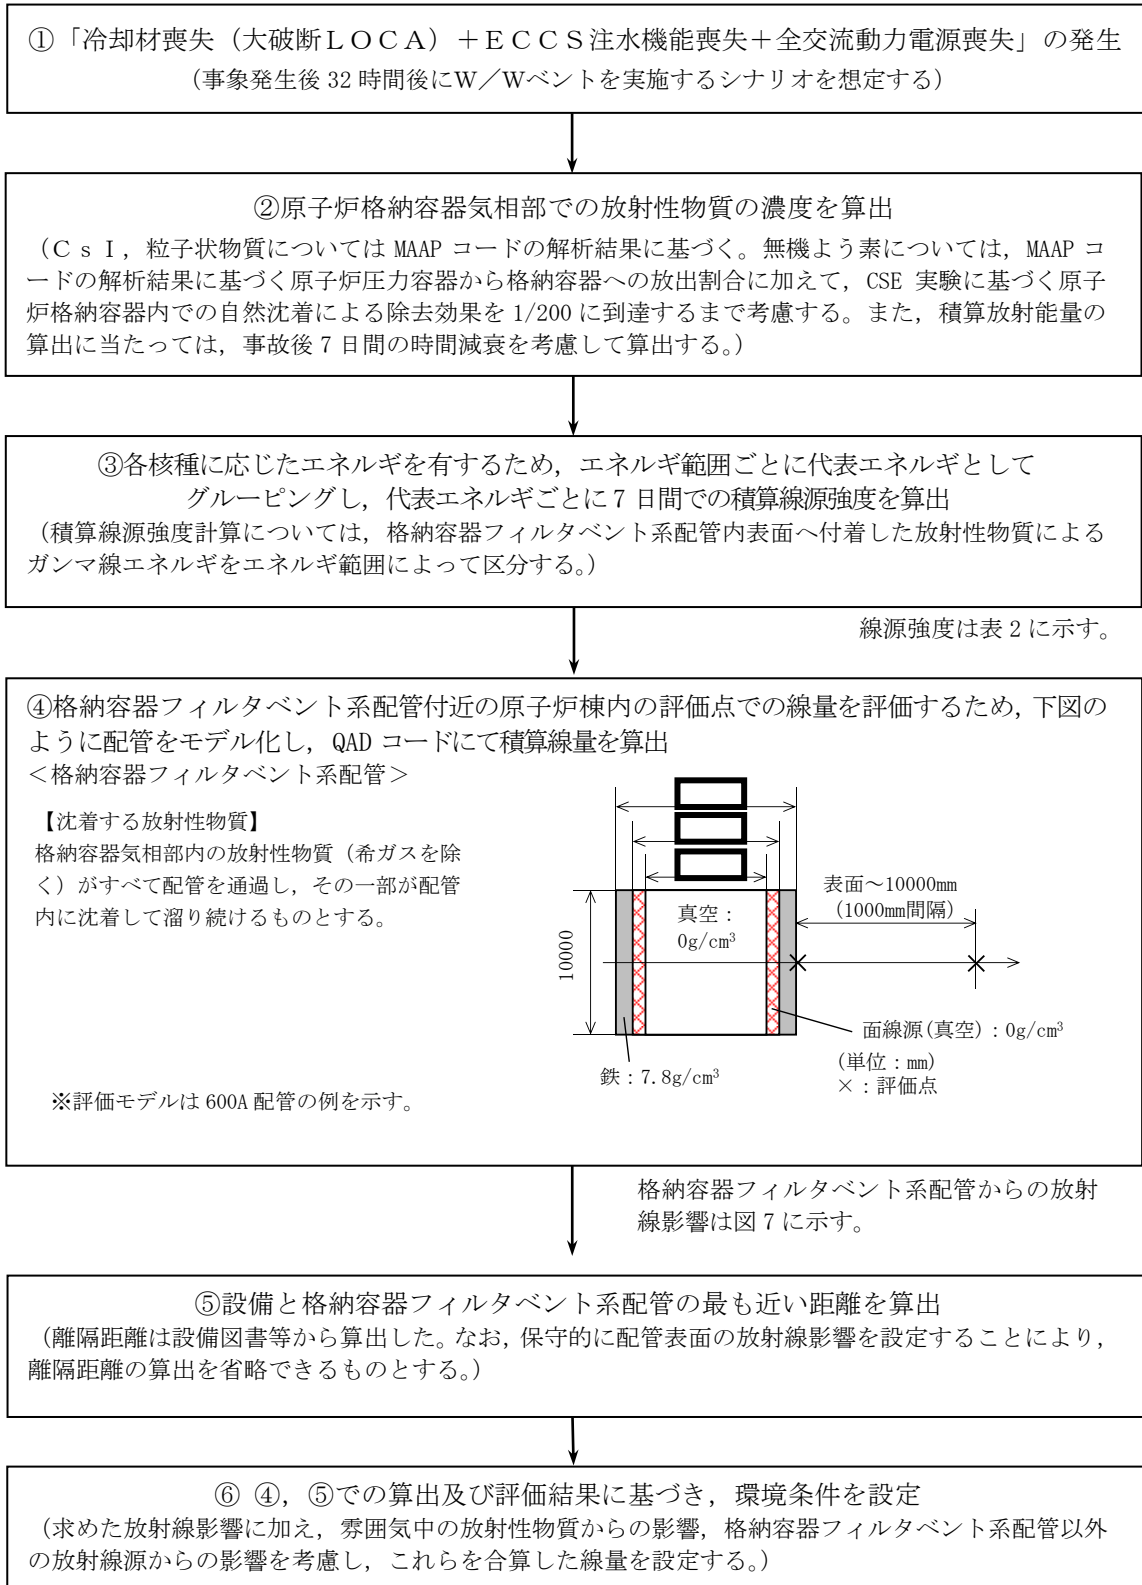 ①「冷却材喪失（大破断ＬＯＣＡ）＋ＥＣＣＳ注水機能喪失＋全交流動力電源喪失」の発生
（事象発生後 32 時間後にＷ／Ｗベントを実施するシナリオを想定する）
②原子炉格納容器気相部での放射性物質の濃度を算出
（ＣｓＩ，粒子状物質については MAAP コードの解析結果に基づく。無機よう素については，MAAP コ
ードの解析結果に基づく原子炉圧力容器から格納容器への放出割合に加えて，CSE 実験に基づく原子
炉格納容器内での自然沈着による除去効果を 1/200 に到達するまで考慮する。また，積算放射能量の
算出に当たっては，事故後 7 日間の時間減衰を考慮して算出する。）
③各核種に応じたエネルギを有するため，エネルギ範囲ごとに代表エネルギとして
グルーピングし，代表エネルギごとに 7 日間での積算線源強度を算出
（積算線源強度計算については，格納容器フィルタベント系配管内表面へ付着した放射性物質による
ガンマ線エネルギをエネルギ範囲によって区分する。）
線源強度は表 2 に示す。
④格納容器フィルタベント系配管付近の原子炉棟内の評価点での線量を評価するため，下図の
ように配管をモデル化し，QAD コードにて積算線量を算出
＜格納容器フィルタベント系配管＞
【沈着する放射性物質】
格納容器気相部内の放射性物質（希ガスを除
く）がすべて配管を通過し，その一部が配管
内に沈着して溜り続けるものとする。
真空：
0g/cm³
表面～10000mm
（1000mm間隔）
10000
面線源(真空)：0g/cm³
鉄：7.8g/cm³
(単位：mm)
×：評価点
※評価モデルは 600A 配管の例を示す。
格納容器フィルタベント系配管からの放射
線影響は図 7 に示す。
⑤設備と格納容器フィルタベント系配管の最も近い距離を算出
（離隔距離は設備図書等から算出した。なお，保守的に配管表面の放射線影響を設定することにより，
離隔距離の算出を省略できるものとする。）
⑥ ④，⑤での算出及び評価結果に基づき，環境条件を設定
（求めた放射線影響に加え，雰囲気中の放射性物質からの影響，格納容器フィルタベント系配管以外
の放射線源からの影響を考慮し，これらを合算した線量を設定する。）